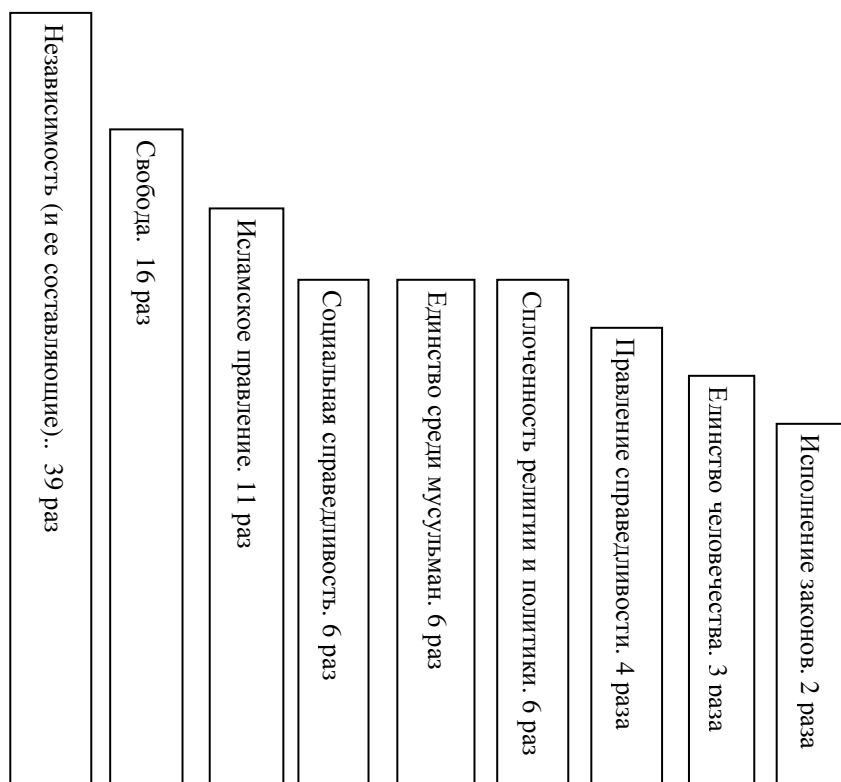 Независимость (и ее составляющие).. 39 раз
Свобода. 16 раз
Исламское правление. 11 раз
Социальная справедливость. 6 раз
Единство среди мусульман. 6 раз
Сплоченность религии и политики. 6 раз
Правление справедливости. 4 раза
Единство человечества. 3 раза
Исполнение законов. 2 раза